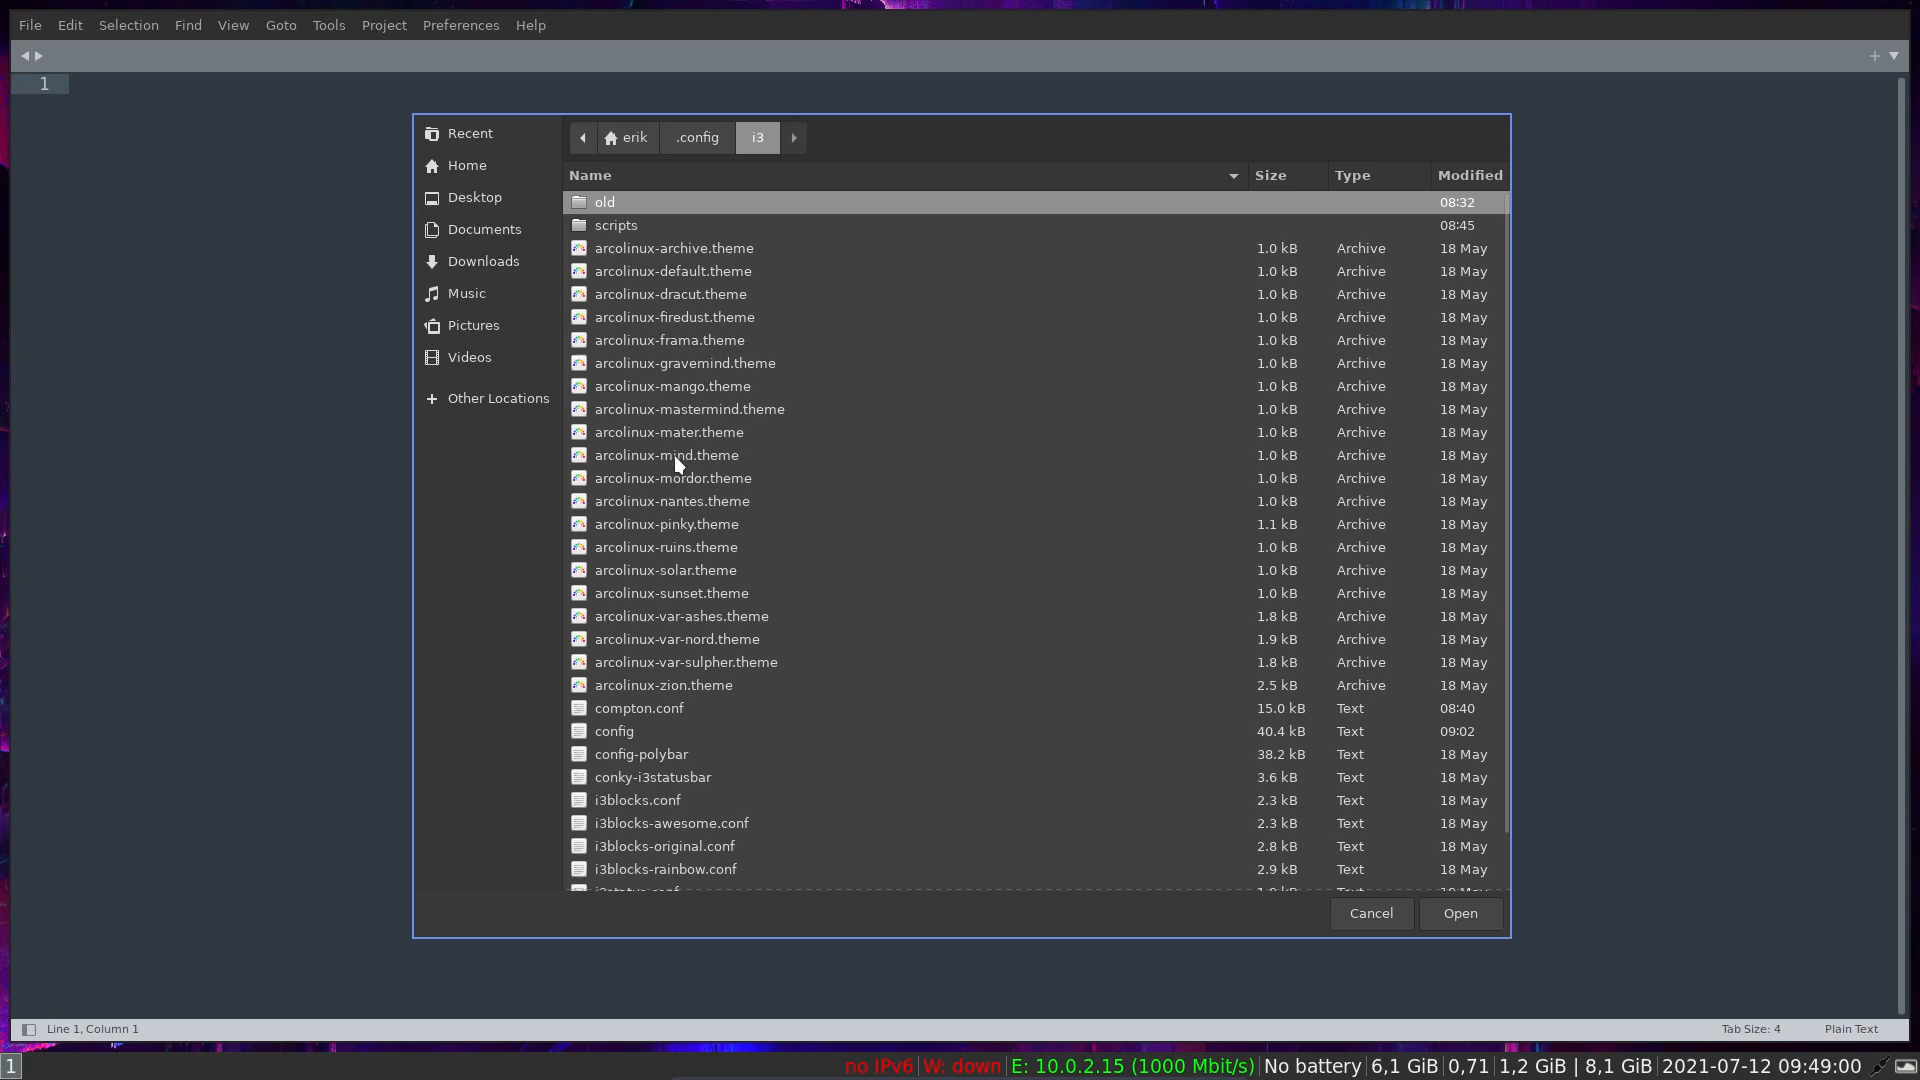 File Edit Selection Find View Goto Tools Project Preferences Help
1
Recent
Home
Desktop
Documents
Downloads
Music
Pictures
Videos
Other Locations
erik .config i3
Name Size Type Modified
old 08:32
scripts 08:45
arcolinux-archive.theme 1.0 kB Archive 18 May
arcolinux-default.theme 1.0 kB Archive 18 May
arcolinux-dracut.theme 1.0 kB Archive 18 May
arcolinux-firedust.theme 1.0 kB Archive 18 May
arcolinux-frama.theme 1.0 kB Archive 18 May
arcolinux-gravemind.theme 1.0 kB Archive 18 May
arcolinux-mango.theme 1.0 kB Archive 18 May
arcolinux-mastermind.theme 1.0 kB Archive 18 May
arcolinux-mater.theme 1.0 kB Archive 18 May
arcolinux-mind.theme 1.0 kB Archive 18 May
arcolinux-mordor.theme 1.0 kB Archive 18 May
arcolinux-nantes.theme 1.0 kB Archive 18 May
arcolinux-pinky.theme 1.1 kB Archive 18 May
arcolinux-ruins.theme 1.0 kB Archive 18 May
arcolinux-solar.theme 1.0 kB Archive 18 May
arcolinux-sunset.theme 1.0 kB Archive 18 May
arcolinux-var-ashes.theme 1.8 kB Archive 18 May
arcolinux-var-nord.theme 1.9 kB Archive 18 May
arcolinux-var-sulpher.theme 1.8 kB Archive 18 May
arcolinux-zion.theme 2.5 kB Archive 18 May
compton.conf 15.0 kB Text 08:40
config 40.4 kB Text 09:02
config-polybar 38.2 kB Text 18 May
conky-i3statusbar 3.6 kB Text 18 May
i3blocks.conf 2.3 kB Text 18 May
i3blocks-awesome.conf 2.3 kB Text 18 May
i3blocks-original.conf 2.8 kB Text 18 May
i3blocks-rainbow.conf 2.9 kB Text 18 May
Cancel Open
Line 1, Column 1 Tab Size: 4 Plain Text
1 no IPv6 W: down E: 10.0.2.15 (1000 Mbit/s) No battery 6,1 GiB 0,71 1,2 GiB | 8,1 GiB 2021-07-12 09:49:00